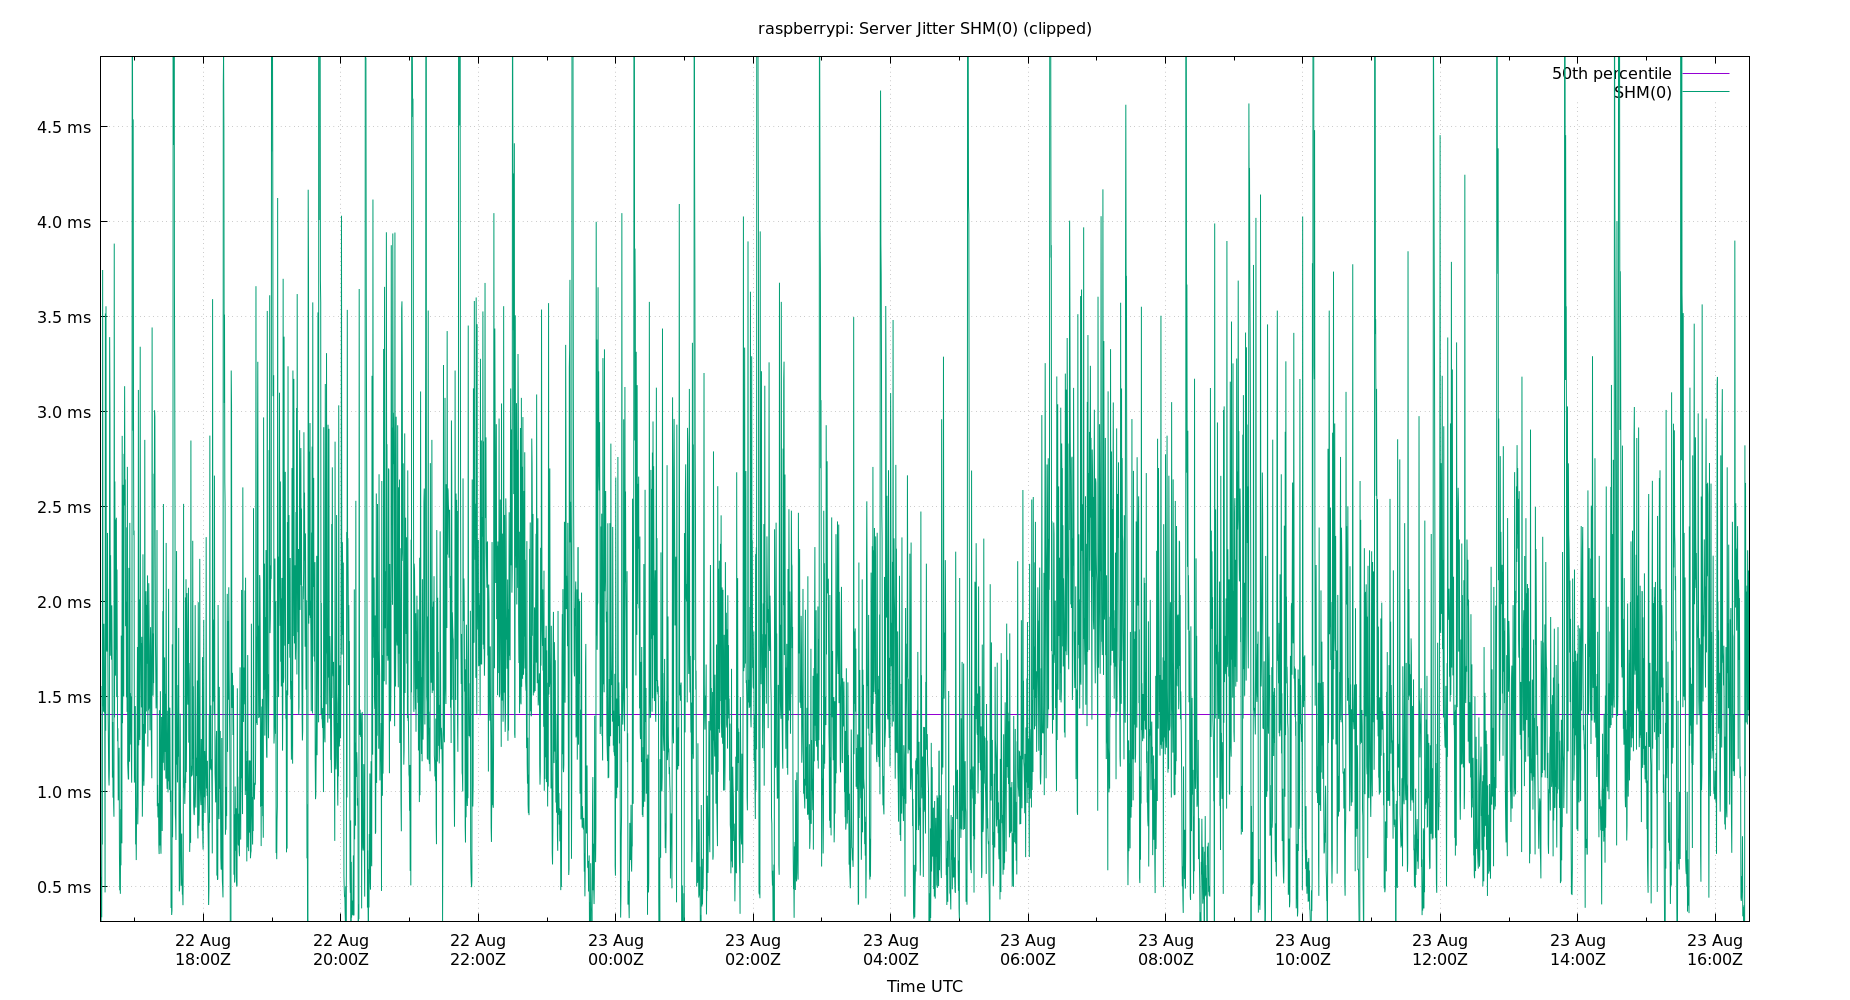 raspberrypi: Server Jitter SHM(0) (clipped)
50th percentile
SHM(0)
4.5 ms
4.0 ms
3.5 ms
3.0 ms
2.5 ms
2.0 ms
1.5 ms
1.0 ms
0.5 ms
22 Aug 22 Aug 22 Aug 23 Aug 23 Aug 23 Aug 23 Aug 23 Aug 23 Aug 23 Aug 23 Aug 23 Aug
18:00Z 20:00Z 22:00Z 00:00Z 02:00Z 04:00Z 06:00Z 08:00Z 10:00Z 12:00Z 14:00Z 16:00Z
Time UTC